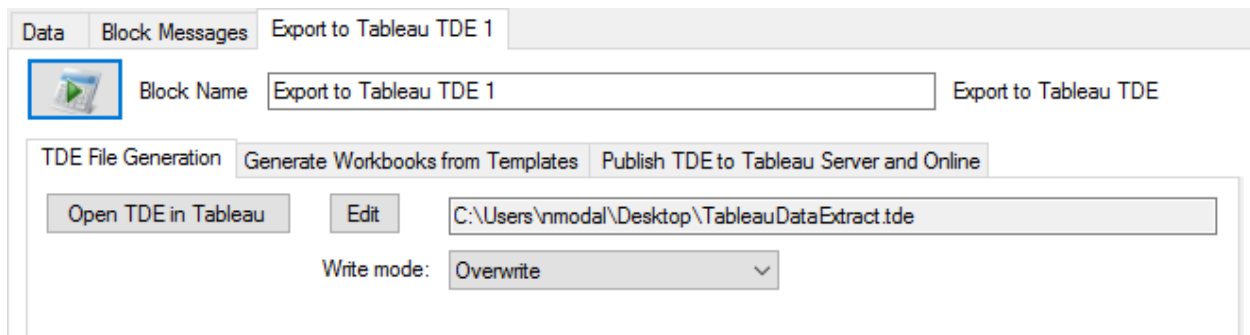 Data Block Messages Export to Tableau TDE 1
Block Name Export to Tableau TDE 1 Export to Tableau TDE
TDE File Generation Generate Workbooks from Templates Publish TDE to Tableau Server and Online
Open TDE in Tableau Edit C:\Users\nmodal\Desktop\TableauDataExtract.tde
Write mode: Overwrite